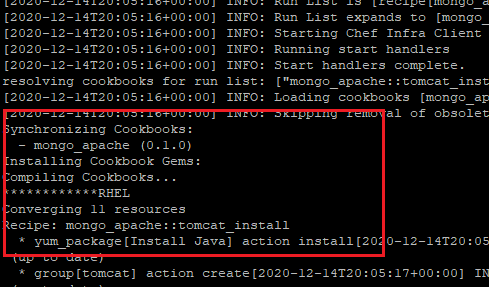 [2020-12-14T20:05:16+00:00] INFO: Run List is [recipe[mongo_a
[2020-12-14T20:05:16+00:00] INFO: Run List expands to [mongo_
[2020-12-14T20:05:16+00:00] INFO: Starting Chef Infra Client
[2020-12-14T20:05:16+00:00] INFO: Running start handlers
[2020-12-14T20:05:16+00:00] INFO: Start handlers complete.
resolving cookbooks for run list: ["mongo_apache::tomcat_inst
[2020-12-14T20:05:16+00:00] INFO: Loading cookbooks [mongo_ap
[2020-12-14T20:05:16+00:00] INFO: Skipping removal of obsolet
Synchronizing Cookbooks:
- mongo_apache (0.1.0)
Installing Cookbook Gems:
Compiling Cookbooks...
************RHEL
Converging 11 resources
Recipe: mongo_apache::tomcat_install
* yum_package[Install Java] action install[2020-12-14T20:05
(up to date)
* group[tomcat] action create[2020-12-14T20:05:17+00:00] IN